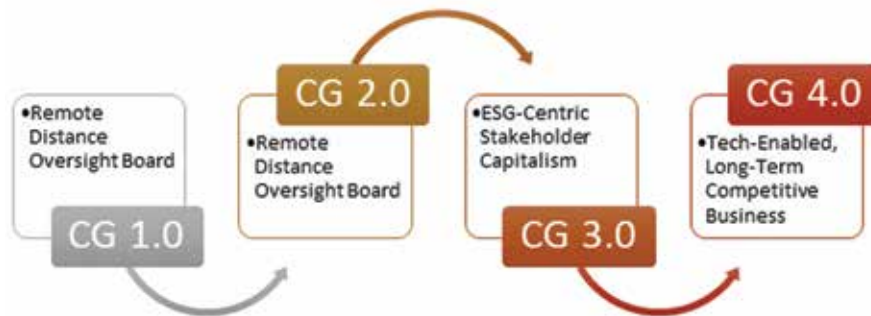 •Remote
Distance
Oversight Board
CG 1.0
CG 2.0
•Remote
Distance
Oversight Board
•ESG-Centric
Stakeholder
Capitalism
CG 3.0
CG 4.0
•Tech-Enabled,
Long-Term
Competitive
Business